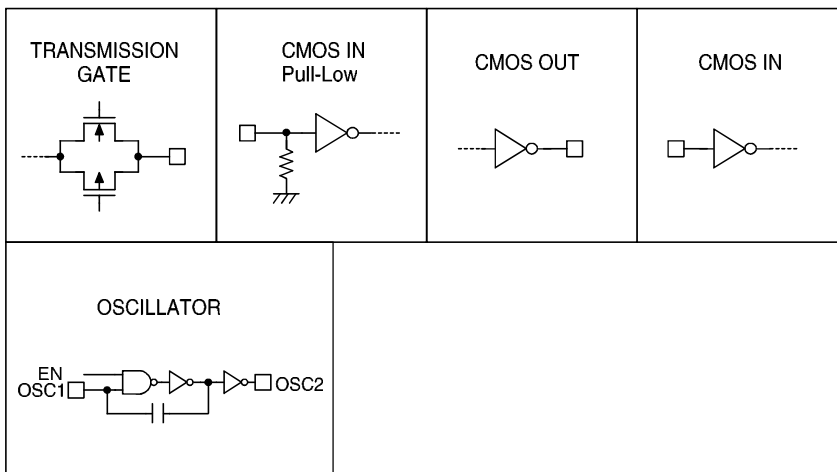 TRANSMISSION
GATE
CMOS IN
Pull-Low
CMOS OUT
CMOS IN
OSCILLATOR
EN
OSC1
OSC2